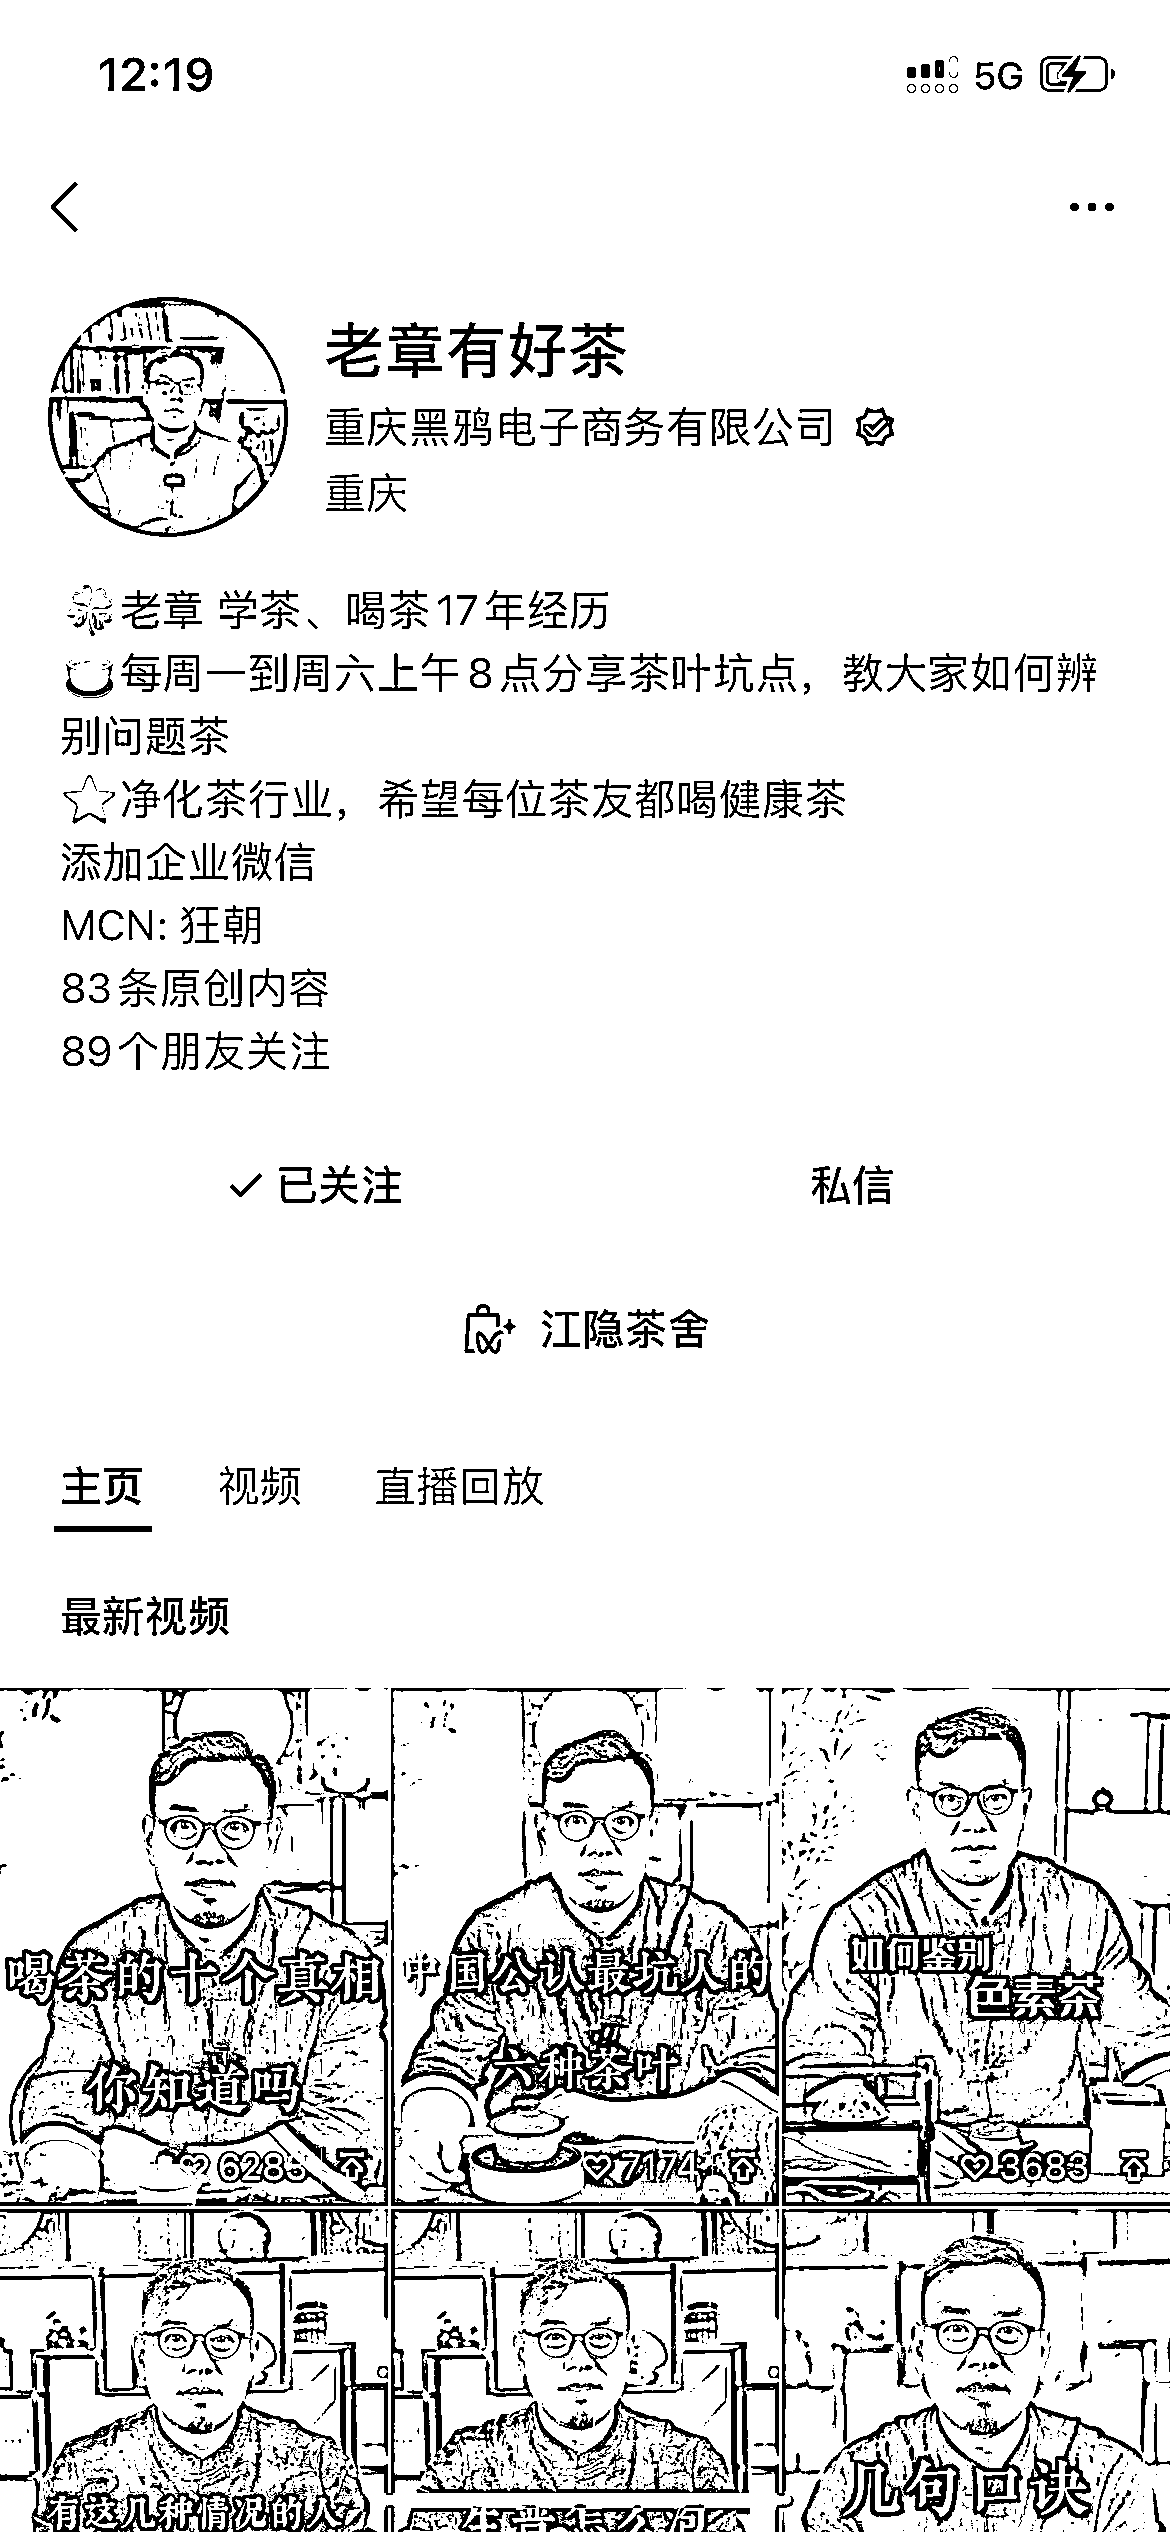 12:19
5G
老章有好茶
重庆黑鸦电子商务有限公司
重庆
老章 学茶、喝茶17年经历
每周一到周六上午8点分享茶叶坑点，教大家如何辨
别问题茶
净化茶行业，希望每位茶友都喝健康茶
添加企业微信
MCN: 狂朝
83条原创内容
89个朋友关注
已关注
私信
江隐茶舍
主页
视频
直播回放
最新视频
喝茶的十个真相
你知道吗
6285
中国公认最坑人的
六种茶叶
7174
如何鉴别
色素茶
3683
有这几种情况的人
几句口诀